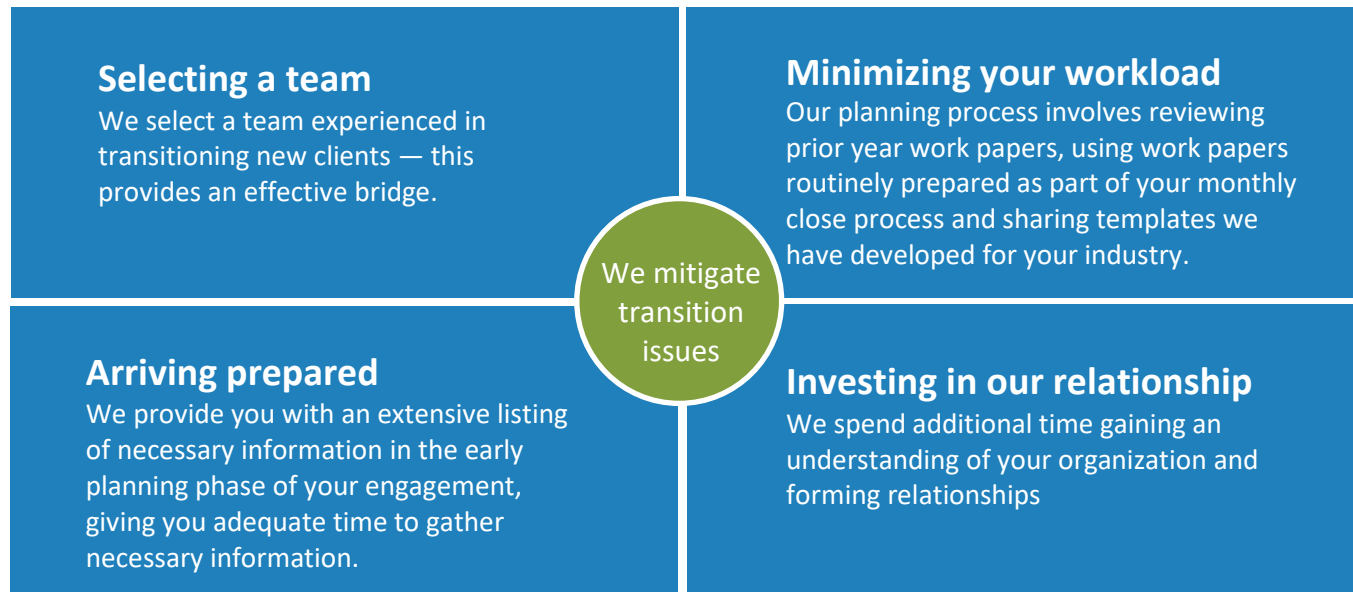 Selecting a team
We select a team experienced in
transitioning new clients — this
provides an effective bridge.
Minimizing your workload
Our planning process involves reviewing
prior year work papers, using work papers
routinely prepared as part of your monthly
close process and sharing templates we
have developed for your industry.
We mitigate
transition
issues
Arriving prepared
We provide you with an extensive listing
of necessary information in the early
planning phase of your engagement,
giving you adequate time to gather
necessary information.
Investing in our relationship
We spend additional time gaining an
understanding of your organization and
forming relationships